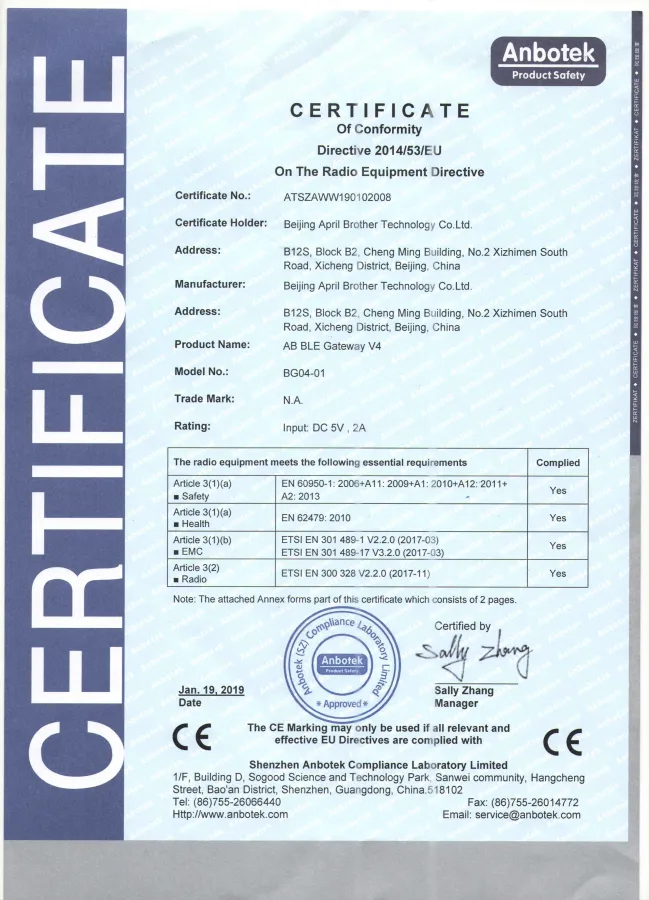 CERTIFICATE
Anbotek
Product Safety
CERTIFICATE
Of Conformity
Directive 2014/53/EU
On The Radio Equipment Directive
Certificate No.: ATSZAWW190102008
Certificate Holder: Beijing April Brother Technology Co.Ltd.
Address: B12S, Block B2, Cheng Ming Building, No.2 Xizhimen South
Road, Xicheng District, Beijing, China
Manufacturer: Beijing April Brother Technology Co.Ltd.
Address: B12S, Block B2, Cheng Ming Building, No.2 Xizhimen South
Road, Xicheng District, Beijing, China
Product Name: AB BLE Gateway V4
Model No.: BG04-01
Trade Mark: N.A.
Rating: Input: DC 5V , 2A
The radio equipment meets the following essential requirements Complied
Article 3(1)(a) EN 60950-1: 2006+A11: 2009+A1: 2010+A12: 2011+
■ Safety A2: 2013 Yes
Article 3(1)(a)
■ Health EN 62479: 2010 Yes
Article 3(1)(b) ETSI EN 301 489-1 V2.2.0 (2017-03)
■ EMC ETSI EN 301 489-17 V3.2.0 (2017-03) Yes
Article 3(2)
■ Radio ETSI EN 300 328 V2.2.0 (2017-11) Yes
Note: The attached Annex forms part of this certificate which consists of 2 pages.
Anbotek (SZ) Compliance Laboratory Limited
Anbotek
Product Safety
* Approved *
Certified by
Sally Zhang
Jan. 19, 2019
Date
Sally Zhang
Manager
CE
The CE Marking may only be used if all relevant and
effective EU Directives are complied with
CE
Shenzhen Anbotek Compliance Laboratory Limited
1/F, Building D, Sogood Science and Technology Park, Sanwei community, Hangcheng
Street, Bao'an District, Shenzhen, Guangdong, China.518102
Tel: (86)755-26066440 Fax: (86)755-26014772
Http://www.anbotek.com Email: service@anbotek.com